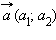 a⃗ (a₁; a₂)